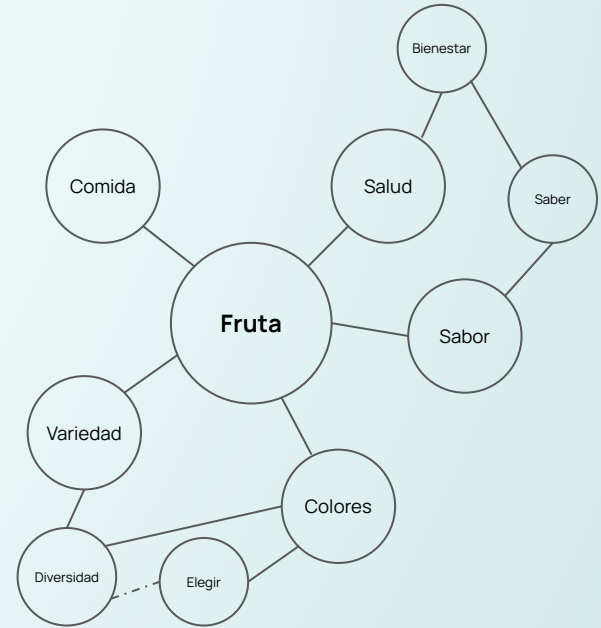 Bienestar
Comida
Salud
Saber
Fruta
Sabor
Variedad
Colores
Diversidad
Elegir